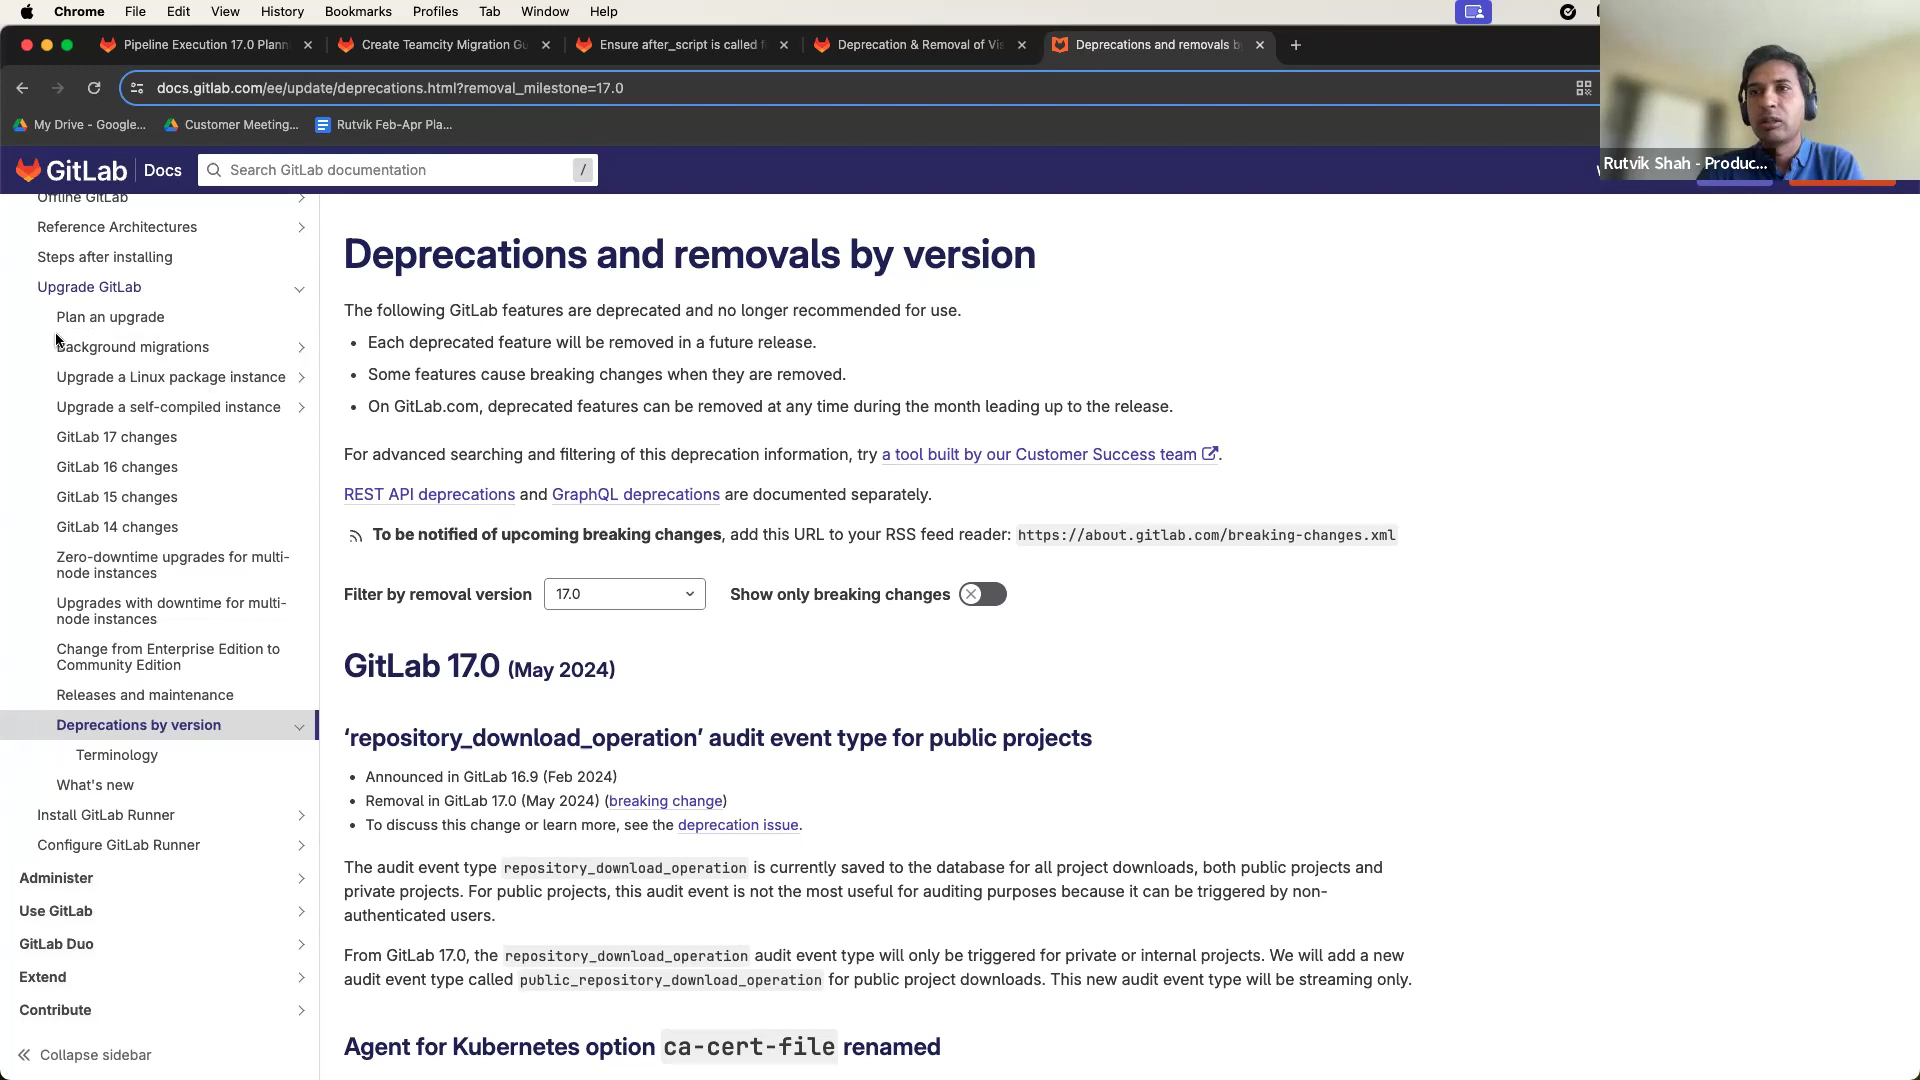 Chrome File Edit View History Bookmarks Profiles Tab Window Help
Pipeline Execution 17.0 Plann
Create Teamcity Migration Gu
Ensure after_script is called f
Deprecation & Removal of Vis
Deprecations and removals by
docs.gitlab.com/ee/update/deprecations.html?removal_milestone=17.0
My Drive - Google...
Customer Meeting...
Rutvik Feb-Apr Pla...
Rutvik Shah - Produc...
GitLab Docs
Search GitLab documentation /
Offline GitLab
Reference Architectures
Steps after installing
Upgrade GitLab
Plan an upgrade
Background migrations
Upgrade a Linux package instance
Upgrade a self-compiled instance
GitLab 17 changes
GitLab 16 changes
GitLab 15 changes
GitLab 14 changes
Zero-downtime upgrades for multi-
node instances
Upgrades with downtime for multi-
node instances
Change from Enterprise Edition to
Community Edition
Releases and maintenance
Deprecations by version
Terminology
What's new
Install GitLab Runner
Configure GitLab Runner
Administer
Use GitLab
GitLab Duo
Extend
Contribute
Collapse sidebar
Deprecations and removals by version
The following GitLab features are deprecated and no longer recommended for use.
• Each deprecated feature will be removed in a future release.
• Some features cause breaking changes when they are removed.
• On GitLab.com, deprecated features can be removed at any time during the month leading up to the release.
For advanced searching and filtering of this deprecation information, try a tool built by our Customer Success team.
REST API deprecations and GraphQL deprecations are documented separately.
To be notified of upcoming breaking changes, add this URL to your RSS feed reader: https://about.gitlab.com/breaking-changes.xml
Filter by removal version 17.0 Show only breaking changes
GitLab 17.0 (May 2024)
‘repository_download_operation’ audit event type for public projects
• Announced in GitLab 16.9 (Feb 2024)
• Removal in GitLab 17.0 (May 2024) (breaking change)
• To discuss this change or learn more, see the deprecation issue.
The audit event type repository_download_operation is currently saved to the database for all project downloads, both public projects and
private projects. For public projects, this audit event is not the most useful for auditing purposes because it can be triggered by non-
authenticated users.
From GitLab 17.0, the repository_download_operation audit event type will only be triggered for private or internal projects. We will add a new
audit event type called public_repository_download_operation for public project downloads. This new audit event type will be streaming only.
Agent for Kubernetes option ca-cert-file renamed